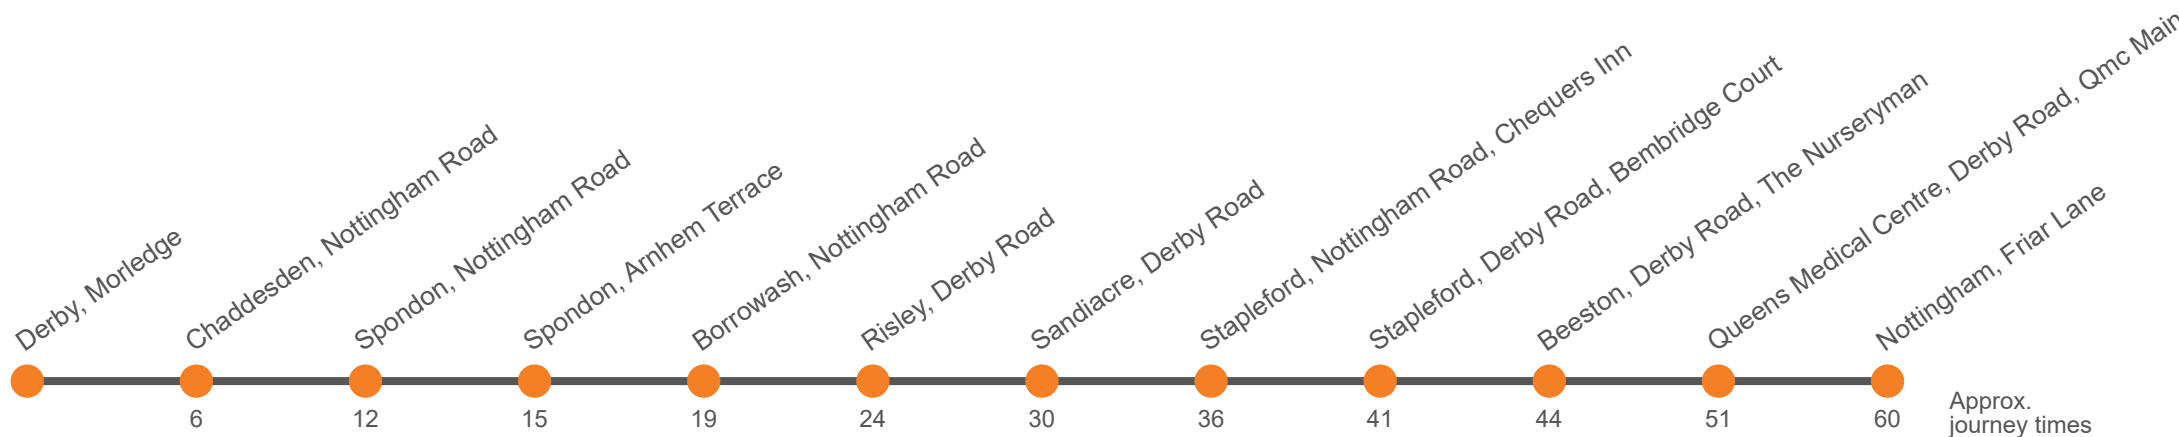 Derby, Morledge
Chaddesden, Nottingham Road
Spondon, Nottingham Road
Spondon, Arnhem Terrace
Borrowash, Nottingham Road
Risley, Derby Road
Sandiacre, Derby Road
Stapleford, Nottingham Road, Chequers Inn
Stapleford, Derby Road, Bembridge Court
Beeston, Derby Road, The Nurseryman
Queens Medical Centre, Derby Road, Qmc Main
Nottingham, Friar Lane
6 12 15 19 24 30 36 41 44 51 60
Approx.
journey times